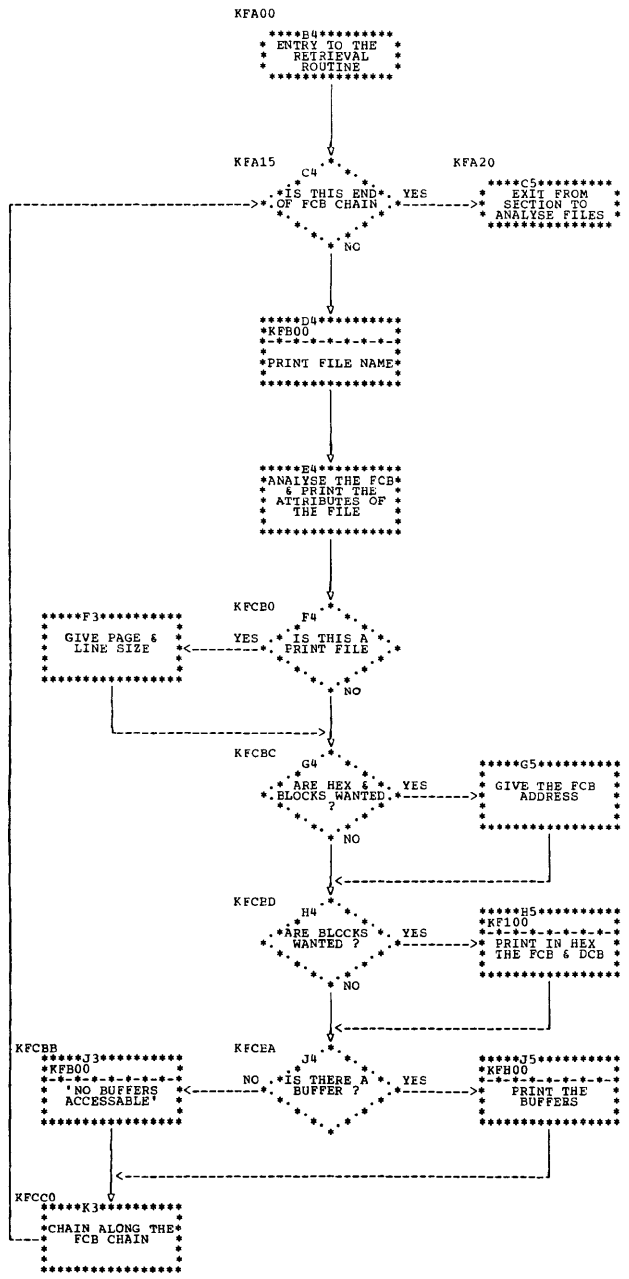 KFA00
B4
ENTRY TO THE
RETRIEVAL
ROUTINE
KFA15
C4
IS THIS END
OF FCB CHAIN
YES
NO
KFA20
C5
EXIT FROM
SECTION TO
ANALYSE FILES
D4
KFB00
PRINT FILE NAME
E4
ANALYSE THE FCB
& PRINT THE
ATTRIBUTES OF
THE FILE
KFCB0
F4
IS THIS A
PRINT FILE
YES
NO
F3
GIVE PAGE &
LINE SIZE
KFCBC
G4
ARE HEX &
BLOCKS WANTED
?
YES
NO
G5
GIVE THE FCB
ADDRESS
KFCBD
H4
ARE BLOCKS
WANTED ?
YES
NO
H5
KF100
PRINT IN HEX
THE FCB & DCB
KFCBB
J3
KFB00
'NO BUFFERS
ACCESSABLE'
KFCEA
J4
IS THERE A
BUFFER ?
NO
YES
J5
KFH00
PRINT THE
BUFFERS
KFCC0
K3
CHAIN ALONG THE
FCB CHAIN